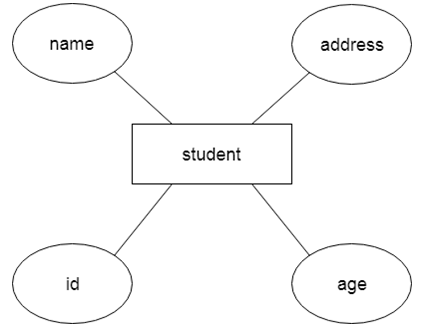 name
address
student
id
age